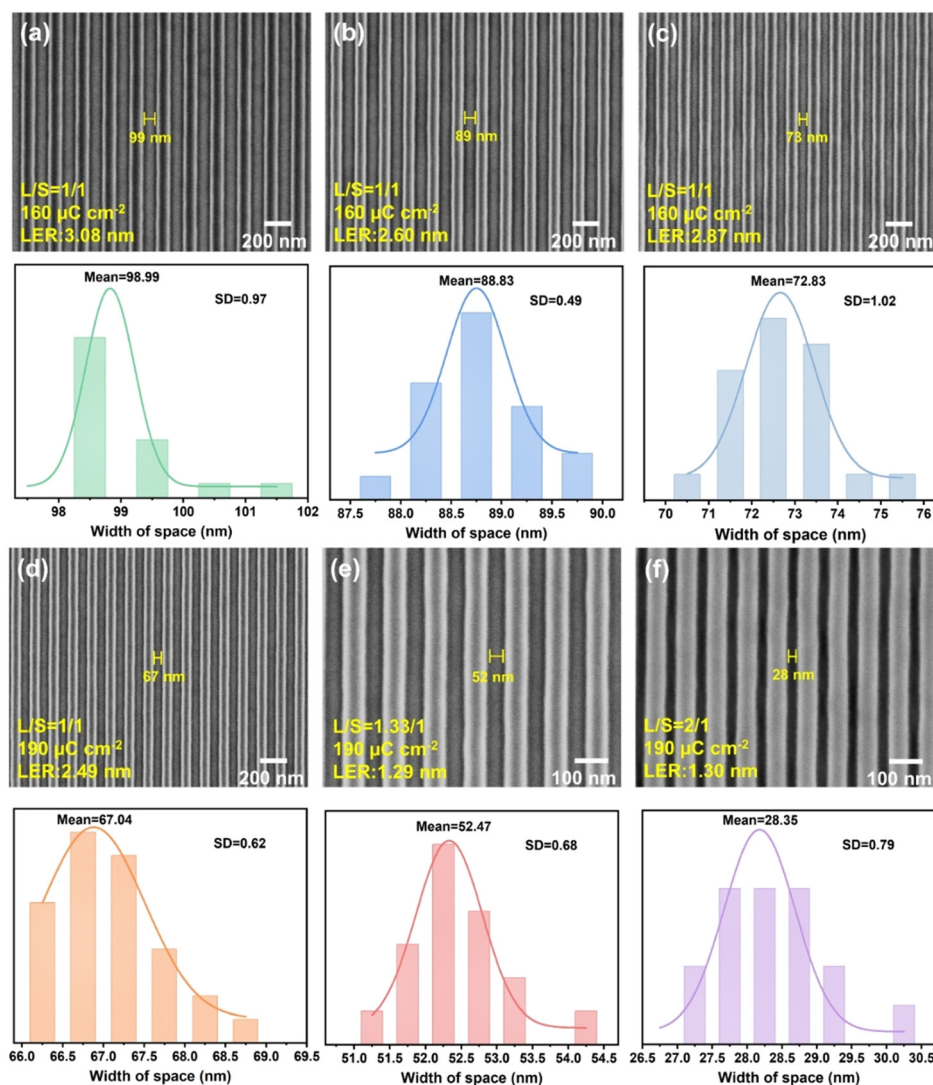 (a)
99 nm
L/S=1/1
160 μC cm⁻²
LER:3.08 nm
200 nm
(b)
89 nm
L/S=1/1
160 μC cm⁻²
LER:2.60 nm
200 nm
(c)
73 nm
L/S=1/1
160 μC cm⁻²
LER:2.87 nm
200 nm
Mean=98.99
SD=0.97
98 99 100 101 102
Width of space (nm)
Mean=88.83
SD=0.49
87.5 88.0 88.5 89.0 89.5 90.0
Width of space (nm)
Mean=72.83
SD=1.02
70 71 72 73 74 75 76
Width of space (nm)
(d)
67 nm
L/S=1/1
190 μC cm⁻²
LER:2.49 nm
200 nm
(e)
52 nm
L/S=1.33/1
190 μC cm⁻²
LER:1.29 nm
100 nm
(f)
28 nm
L/S=2/1
190 μC cm⁻²
LER:1.30 nm
100 nm
Mean=67.04
SD=0.62
66.0 66.5 67.0 67.5 68.0 68.5 69.0 69.5
Width of space (nm)
Mean=52.47
SD=0.68
51.0 51.5 52.0 52.5 53.0 53.5 54.0 54.5
Width of space (nm)
Mean=28.35
SD=0.79
26.5 27.0 27.5 28.0 28.5 29.0 29.5 30.0 30.5
Width of space (nm)